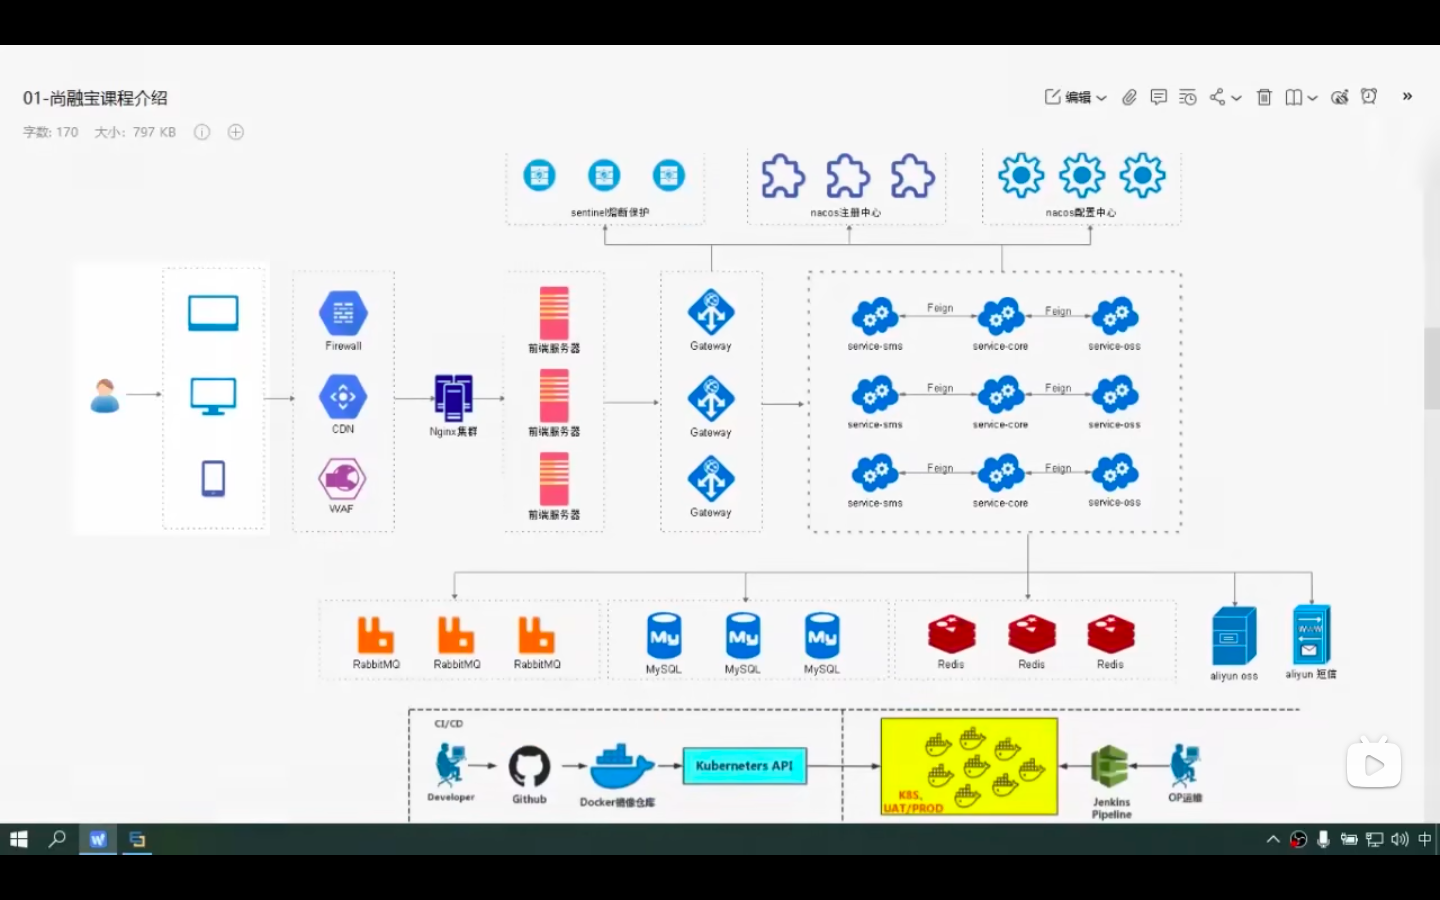 01-尚融宝课程介绍
编辑
字数: 170 大小: 797 KB
sentinel熔断保护
nacos注册中心
nacos配置中心
Firewall
CDN
WAF
Nginx集群
前端服务器
前端服务器
前端服务器
Gateway
Gateway
Gateway
Feign Feign
service-sms service-core service-oss
Feign Feign
service-sms service-core service-oss
Feign Feign
service-sms service-core service-oss
RabbitMQ RabbitMQ RabbitMQ
My My My
MySQL MySQL MySQL
Redis Redis Redis
aliyun oss
WWW
aliyun 短信
CI/CD
Developer
Github
Docker镜像仓库
Kuberneters API
K8S,
UAT/PROD
Jenkins
Pipeline
OP运维
W
中